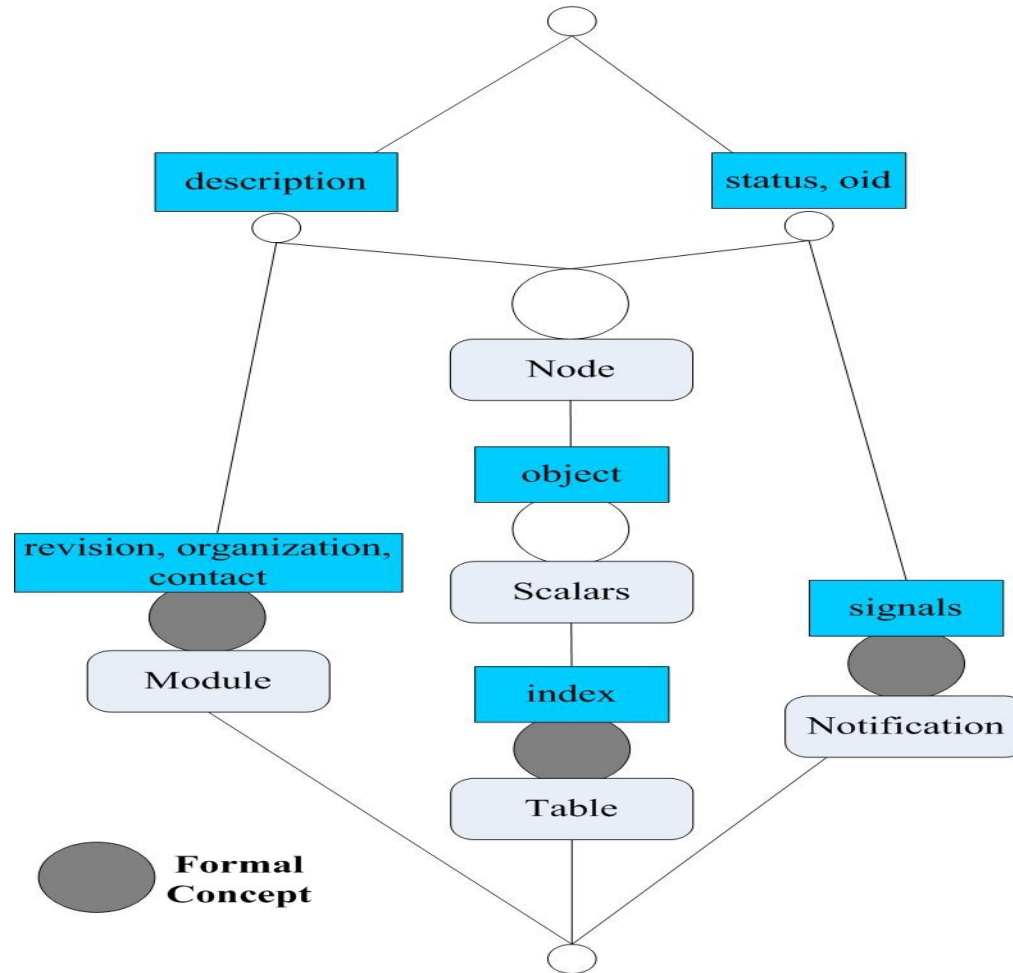 description
status, oid
Node
object
revision, organization,
contact
Scalars
signals
Module
index
Notification
Table
Formal
Concept